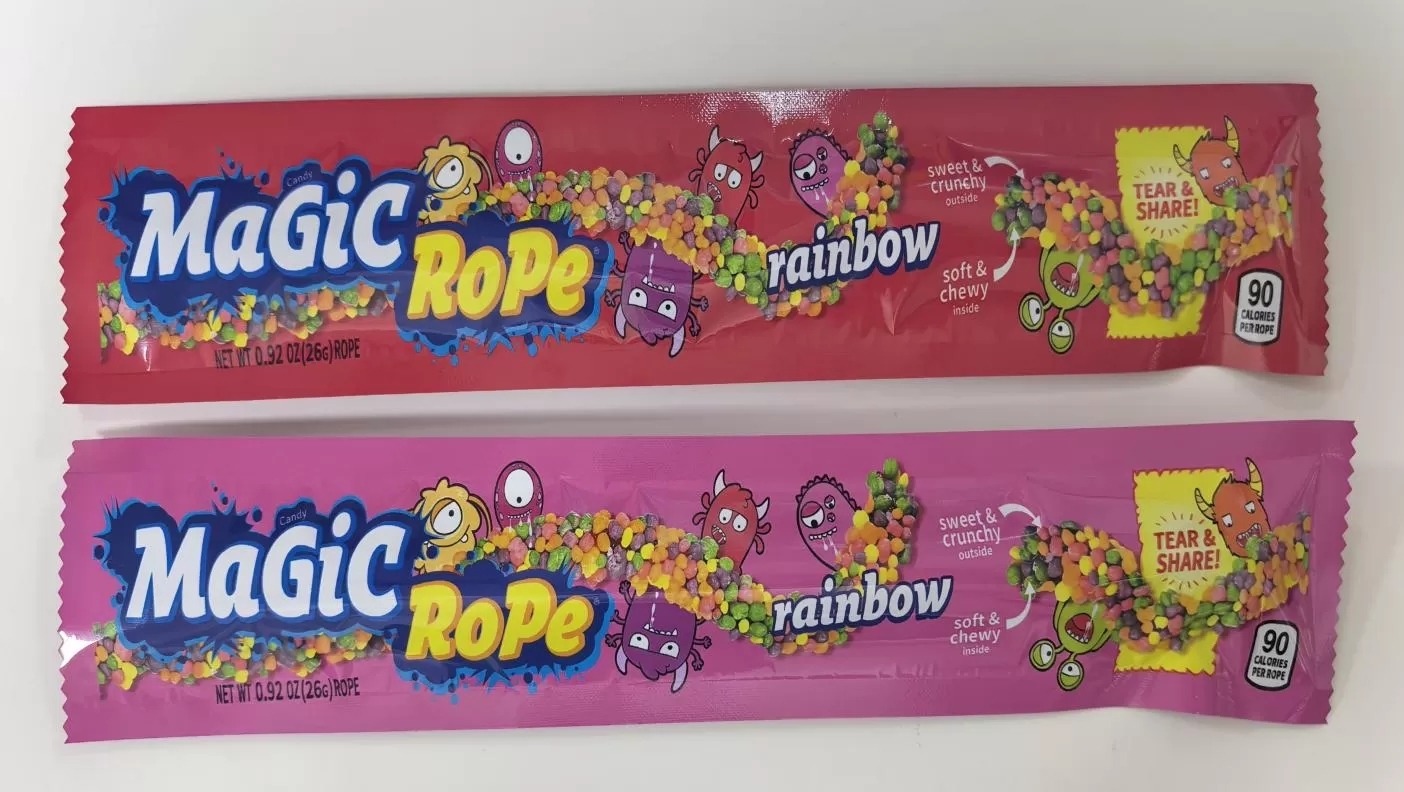 Candy
MaGiC
RoPe
®
rainbow
NET WT 0.92 OZ(26G)ROPE
sweet &
crunchy
outside
soft &
chewy
inside
TEAR &
SHARE!
90
CALORIES
PER ROPE
Candy
MaGiC
RoPe
®
rainbow
NET WT 0.92 OZ(26G)ROPE
sweet &
crunchy
outside
soft &
chewy
inside
TEAR &
SHARE!
90
CALORIES
PER ROPE